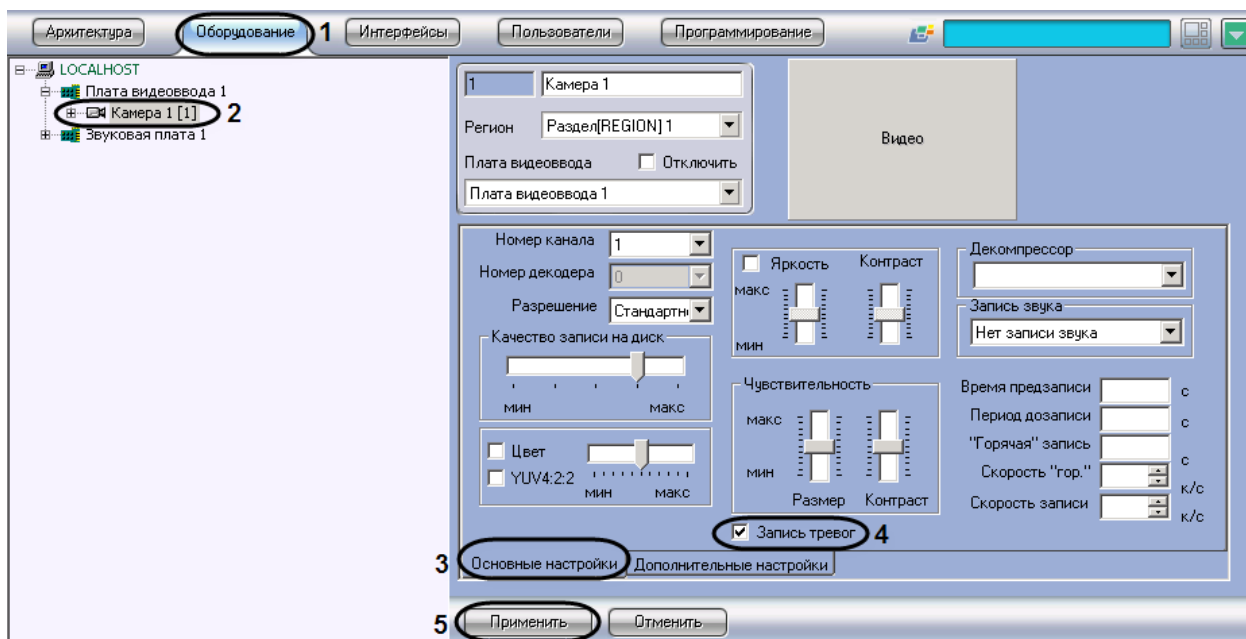 Архитектура
Оборудование
1
Интерфейсы
Пользователи
Программирование
LOCALHOST
Плата видеоввода 1
Камера 1 [1]
2
Звуковая плата 1
1
Камера 1
Регион
Раздел[REGION] 1
Плата видеоввода
Отключить
Плата видеоввода 1
Видео
Номер канала
1
Номер декодера
0
Разрешение
Стандартн
Качество записи на диск
мин
макс
Цвет
YUV4:2:2
мин
макс
Яркость
Контраст
макс
мин
Чувствительность
макс
мин
Размер
Контраст
Запись тревог
4
Декомпрессор
Запись звука
Нет записи звука
Время предзаписи
с
Период дозаписи
с
"Горячая" запись
с
Скорость "гор."
к/с
Скорость записи
к/с
3
Основные настройки
Дополнительные настройки
5
Применить
Отменить